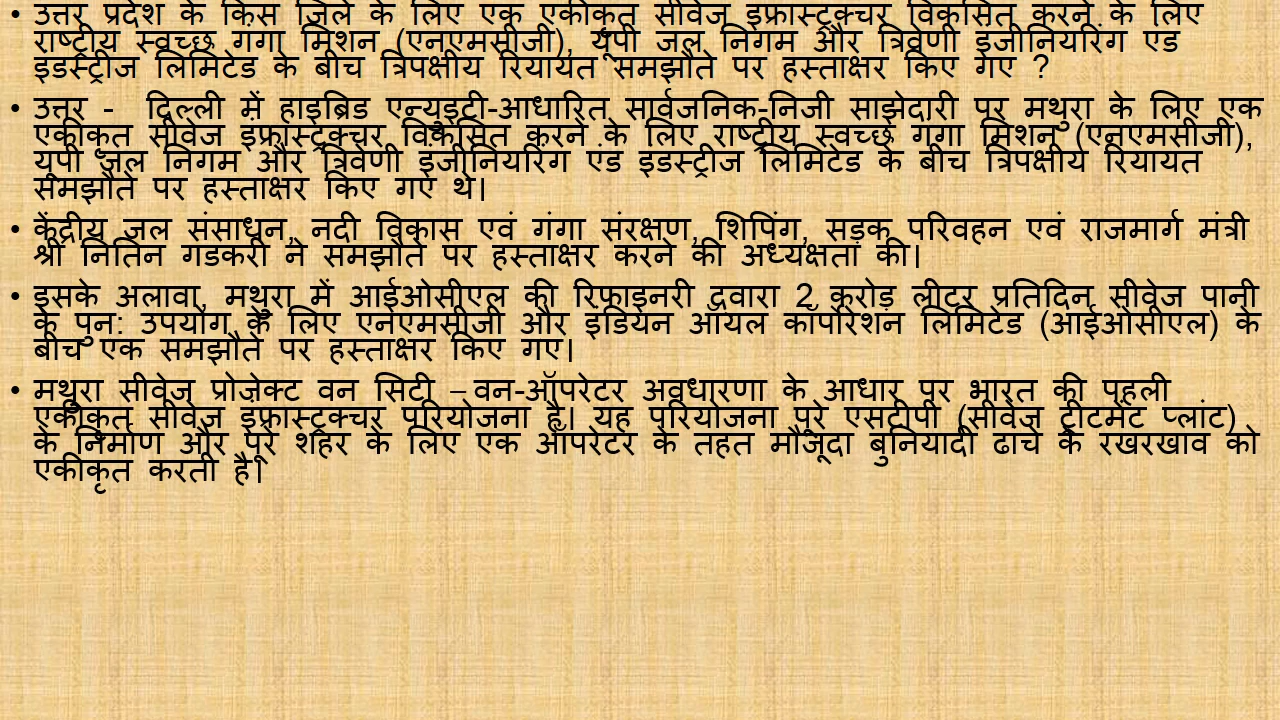 • उत्तर प्रदेश के किस जिले के लिए एक एकीकृत सीवेज इंफ्रास्ट्रक्चर विकसित करने के लिए
राष्ट्रीय स्वच्छ गंगा मिशन (एनएमसीजी), यूपी जल निगम और त्रिवेणी इंजीनियरिंग एंड
इंडस्ट्रीज लिमिटेड के बीच त्रिपक्षीय रियायत समझौते पर हस्ताक्षर किए गए ?
• उत्तर - दिल्ली में हाइब्रिड एन्युइटी-आधारित सार्वजनिक-निजी साझेदारी पर मथुरा के लिए एक
एकीकृत सीवेज इंफ्रास्ट्रक्चर विकसित करने के लिए राष्ट्रीय स्वच्छ गंगा मिशन (एनएमसीजी),
यूपी जल निगम और त्रिवेणी इंजीनियरिंग एंड इंडस्ट्रीज लिमिटेड के बीच त्रिपक्षीय रियायत
समझौते पर हस्ताक्षर किए गए थे।
• केंद्रीय जल संसाधन, नदी विकास एवं गंगा संरक्षण, शिपिंग, सड़क परिवहन एवं राजमार्ग मंत्री
श्री नितिन गडकरी ने समझौते पर हस्ताक्षर करने की अध्यक्षता की।
• इसके अलावा, मथुरा में आईओसीएल की रिफाइनरी द्वारा 2 करोड़ लीटर प्रतिदिन सीवेज पानी
के पुन: उपयोग के लिए एनएमसीजी और इंडियन ऑयल कॉर्पोरेशन लिमिटेड (आईओसीएल) के
बीच एक समझौते पर हस्ताक्षर किए गए।
• मथुरा सीवेज प्रोजेक्ट वन सिटी – वन-ऑपरेटर अवधारणा के आधार पर भारत की पहली
एकीकृत सीवेज इंफ्रास्ट्रक्चर परियोजना है। यह परियोजना पूरे एसटीपी (सीवेज ट्रीटमेंट प्लांट)
के निर्माण और पूरे शहर के लिए एक ऑपरेटर के तहत मौजूदा बुनियादी ढांचे के रखरखाव को
एकीकृत करती है।